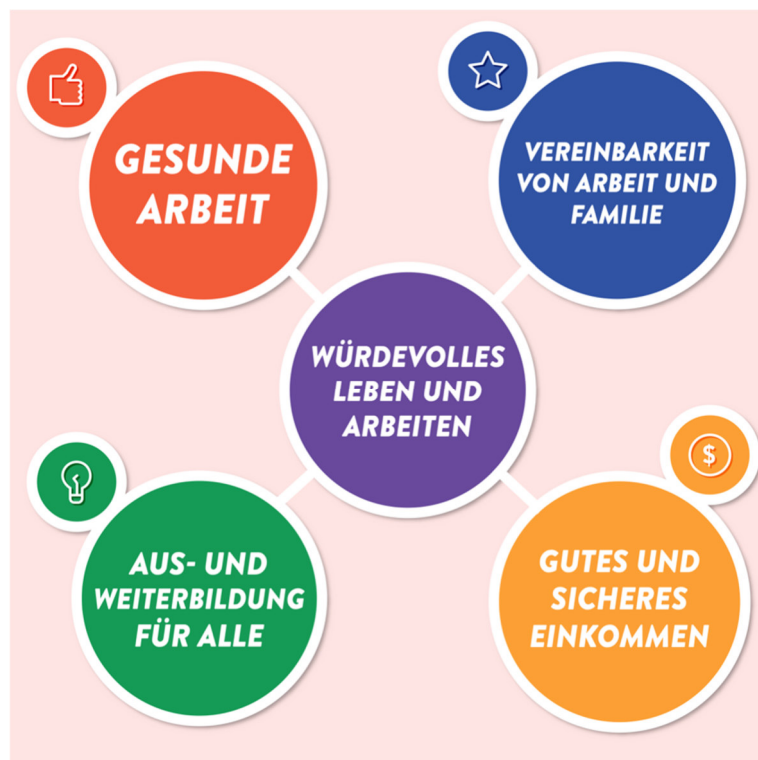 GESUNDE
ARBEIT
VEREINBARKEIT
VON ARBEIT UND
FAMILIE
WÜRDEVOLLES
LEBEN UND
ARBEITEN
AUS- UND
WEITERBILDUNG
FÜR ALLE
$
GUTES UND
SICHERES
EINKOMMEN